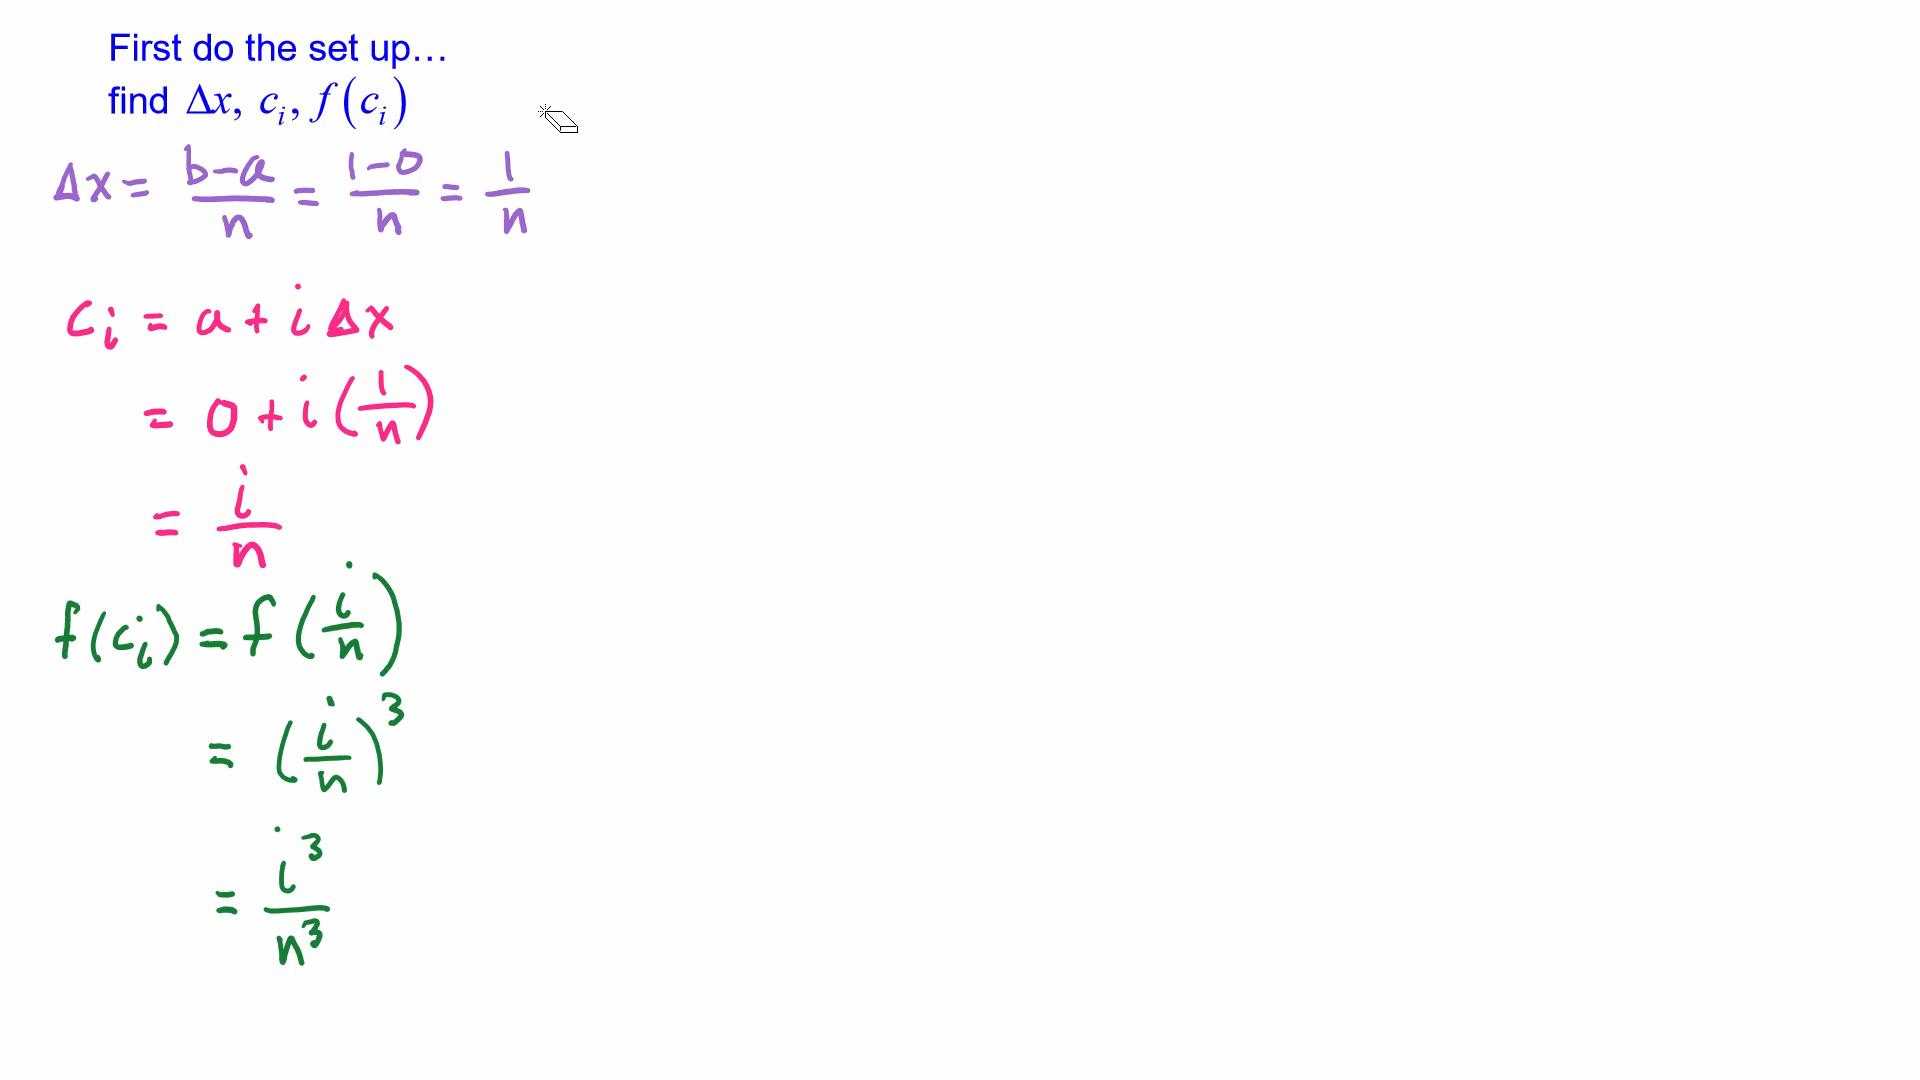 First do the set up…
find Δx, cᵢ, f(cᵢ)
Δx = (b-a)/n = (1-0)/n = 1/n
cᵢ = a + i Δx
= 0 + i (1/n)
= i/n
f(cᵢ) = f(i/n)
= (i/n)³
= i³/n³